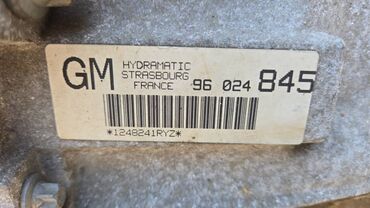 GM HYDRAMATIC
STRASBOURG
FRANCE 96 024 845
*1248241RYZ*